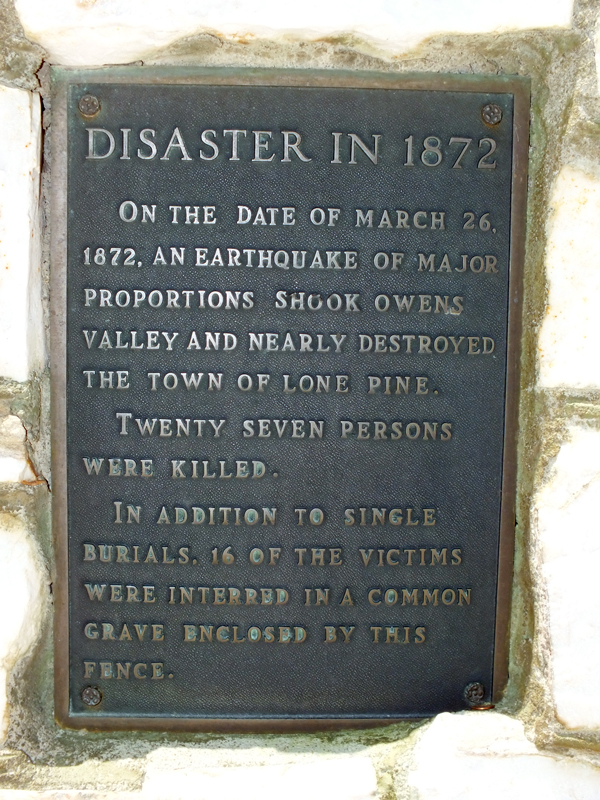 DISASTER IN 1872
ON THE DATE OF MARCH 26,
1872, AN EARTHQUAKE OF MAJOR
PROPORTIONS SHOOK OWENS
VALLEY AND NEARLY DESTROYED
THE TOWN OF LONE PINE.
TWENTY SEVEN PERSONS
WERE KILLED.
IN ADDITION TO SINGLE
BURIALS, 16 OF THE VICTIMS
WERE INTERRED IN A COMMON
GRAVE ENCLOSED BY THIS
FENCE.